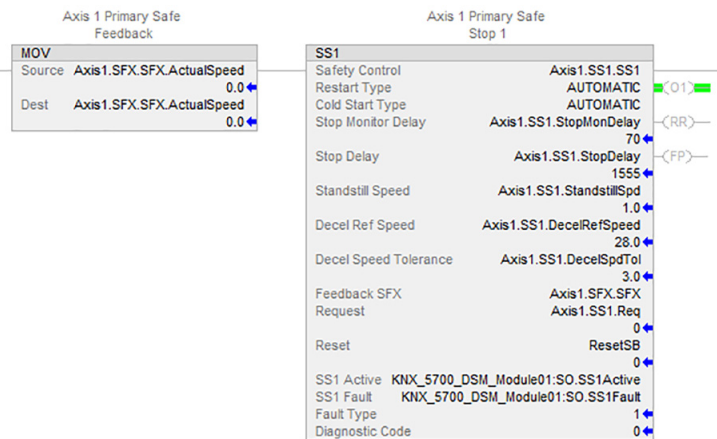 Axis 1 Primary Safe
Feedback
MOV
Source Axis1.SFX.SFX.ActualSpeed
0.0
Dest Axis1.SFX.SFX.ActualSpeed
0.0
Axis 1 Primary Safe
Stop 1
SS1
Safety Control Axis1.SS1.SS1
Restart Type AUTOMATIC (O1)
Cold Start Type AUTOMATIC
Stop Monitor Delay Axis1.SS1.StopMonDelay (RR)
70
Stop Delay Axis1.SS1.StopDelay (FP)
1555
Standstill Speed Axis1.SS1.StandstillSpd
1.0
Decel Ref Speed Axis1.SS1.DecelRefSpeed
28.0
Decel Speed Tolerance Axis1.SS1.DecelSpdTol
3.0
Feedback SFX Axis1.SFX.SFX
Request Axis1.SS1.Req
0
Reset ResetSB
0
SS1 Active KNX_5700_DSM_Module01:SO.SS1Active
SS1 Fault KNX_5700_DSM_Module01:SO.SS1Fault
Fault Type 1
Diagnostic Code 0